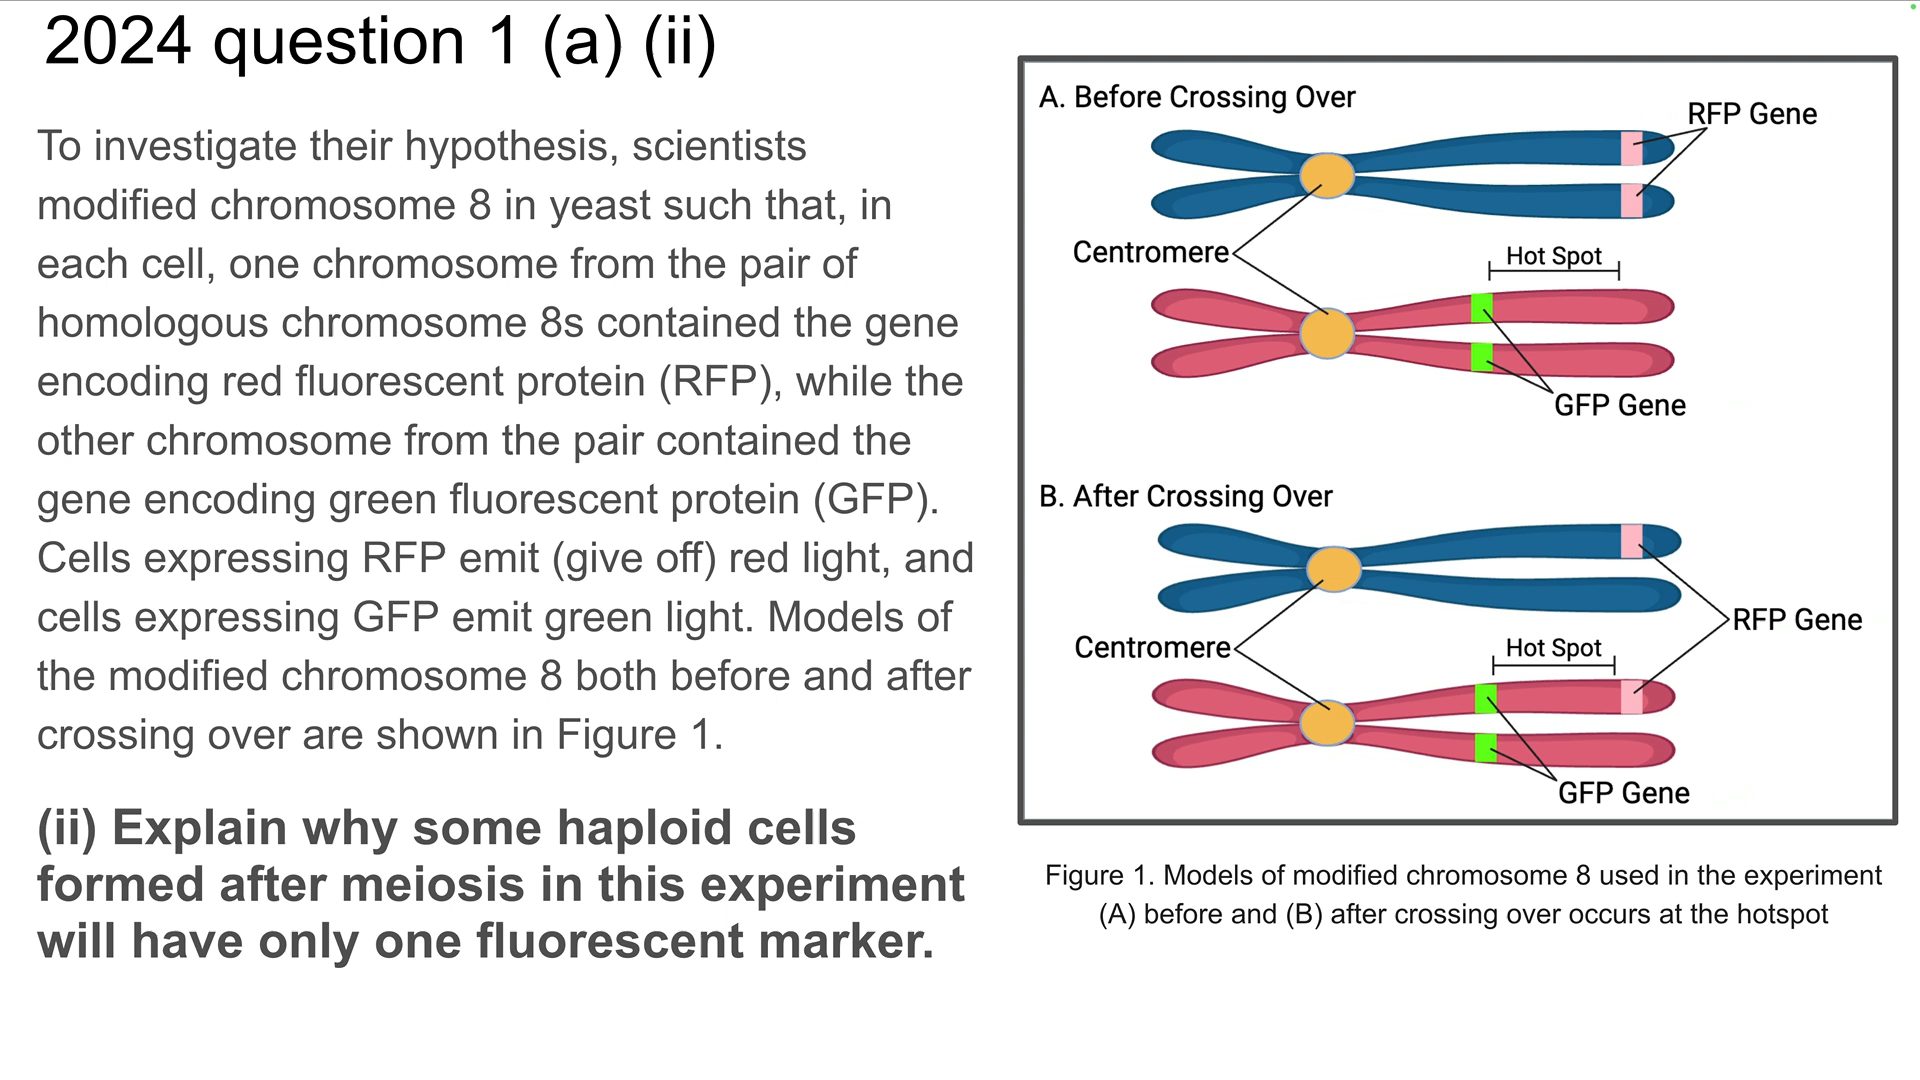 2024 question 1 (a) (ii)
To investigate their hypothesis, scientists
modified chromosome 8 in yeast such that, in
each cell, one chromosome from the pair of
homologous chromosome 8s contained the gene
encoding red fluorescent protein (RFP), while the
other chromosome from the pair contained the
gene encoding green fluorescent protein (GFP).
Cells expressing RFP emit (give off) red light, and
cells expressing GFP emit green light. Models of
the modified chromosome 8 both before and after
crossing over are shown in Figure 1.
(ii) Explain why some haploid cells
formed after meiosis in this experiment
will have only one fluorescent marker.
A. Before Crossing Over
RFP Gene
Centromere
Hot Spot
GFP Gene
B. After Crossing Over
RFP Gene
Centromere
Hot Spot
GFP Gene
Figure 1. Models of modified chromosome 8 used in the experiment
(A) before and (B) after crossing over occurs at the hotspot